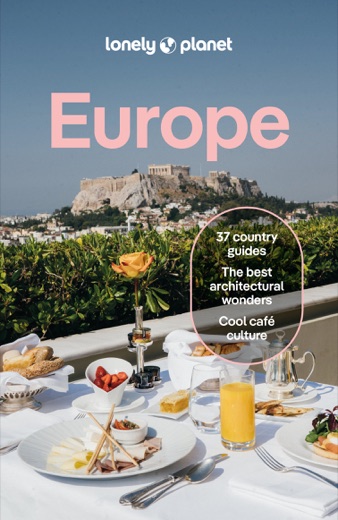 lonely planet
Europe
37 country
guides
The best
architectural
wonders
Cool café
culture